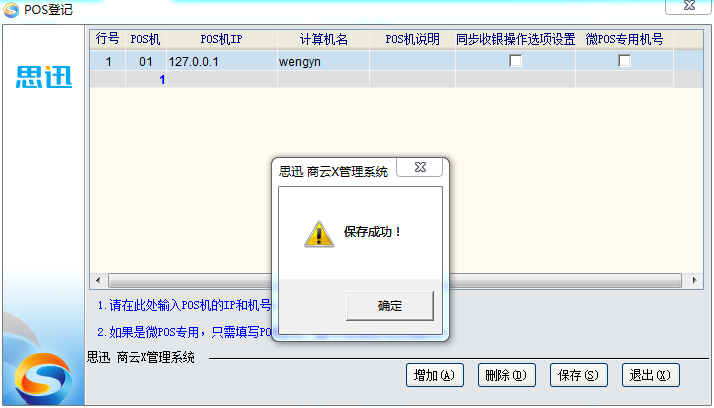 POS登记
行号 POS机 POS机IP 计算机名 POS机说明 同步收银操作选项设置 微POS专用机号
1 01 127.0.0.1 wengyn
1
思迅
思迅 商云X管理系统
保存成功！
确定
1.请在此处输入POS机的IP和机号
2.如果是微POS专用，只需填写PO
思迅 商云X管理系统
增加(A) 删除(D) 保存(S) 退出(X)